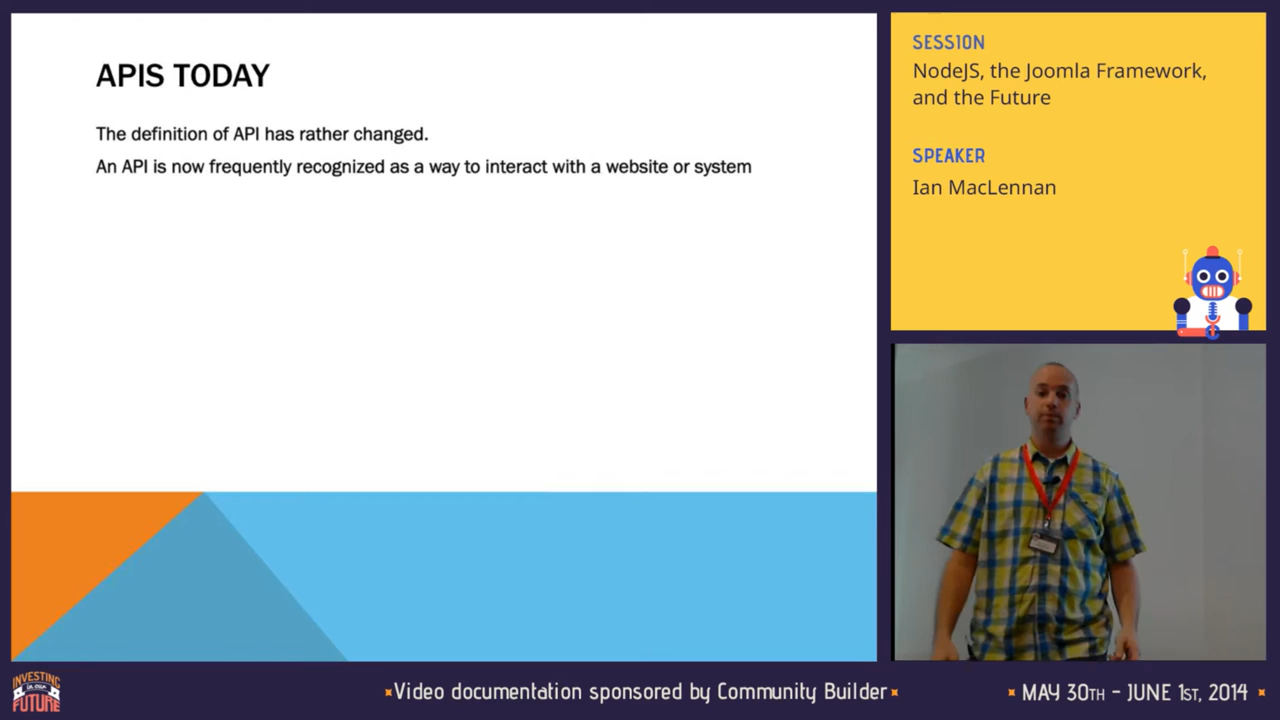 APIS TODAY
The definition of API has rather changed.
An API is now frequently recognized as a way to interact with a website or system
SESSION
NodeJS, the Joomla Framework,
and the Future
SPEAKER
Ian MacLennan
INVESTING
IN OUR
FUTURE
Video documentation sponsored by Community Builder
MAY 30TH - JUNE 1ST, 2014